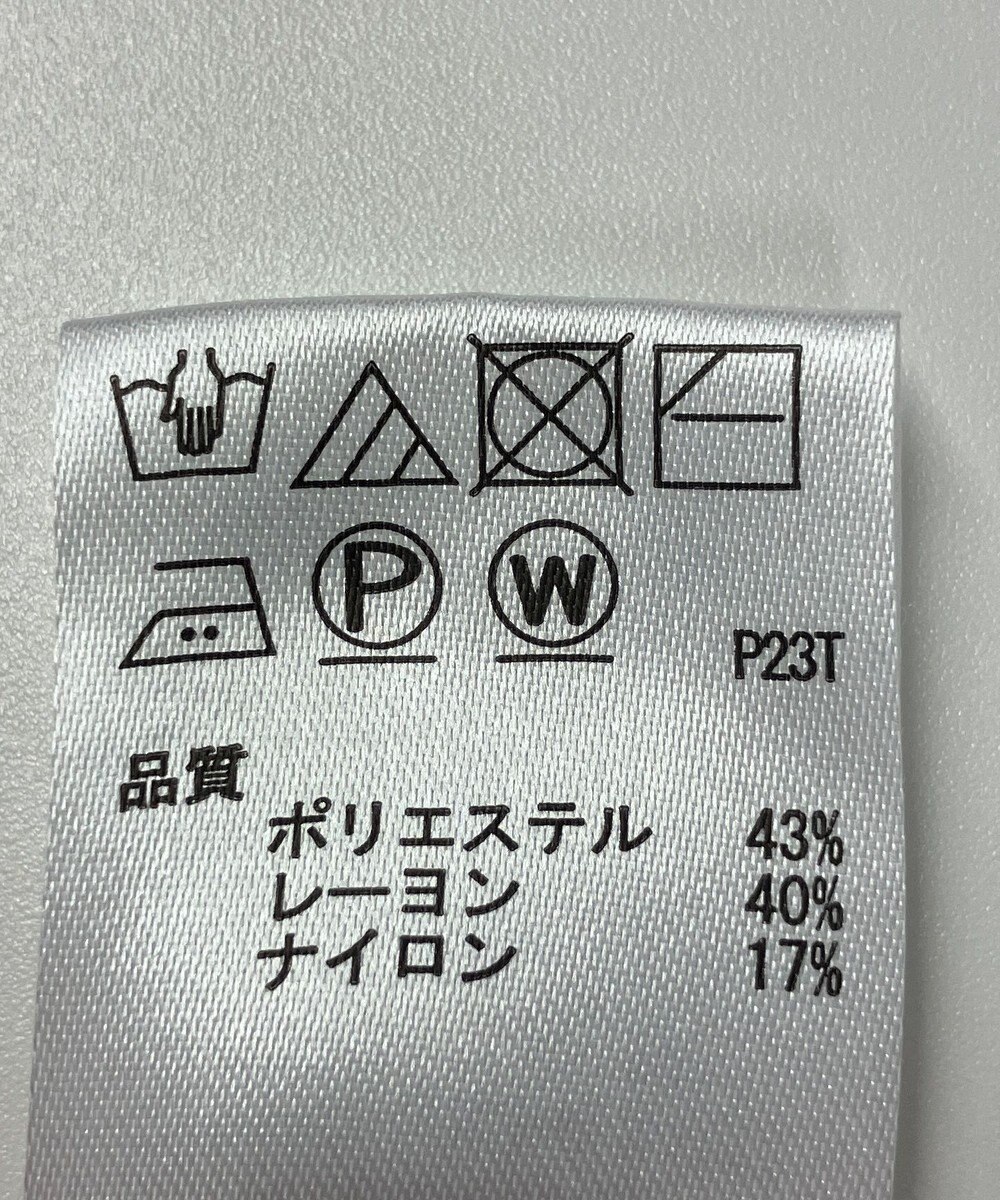 P W
P23T
品質
ポリエステル 43%
レーヨン 40%
ナイロン 17%